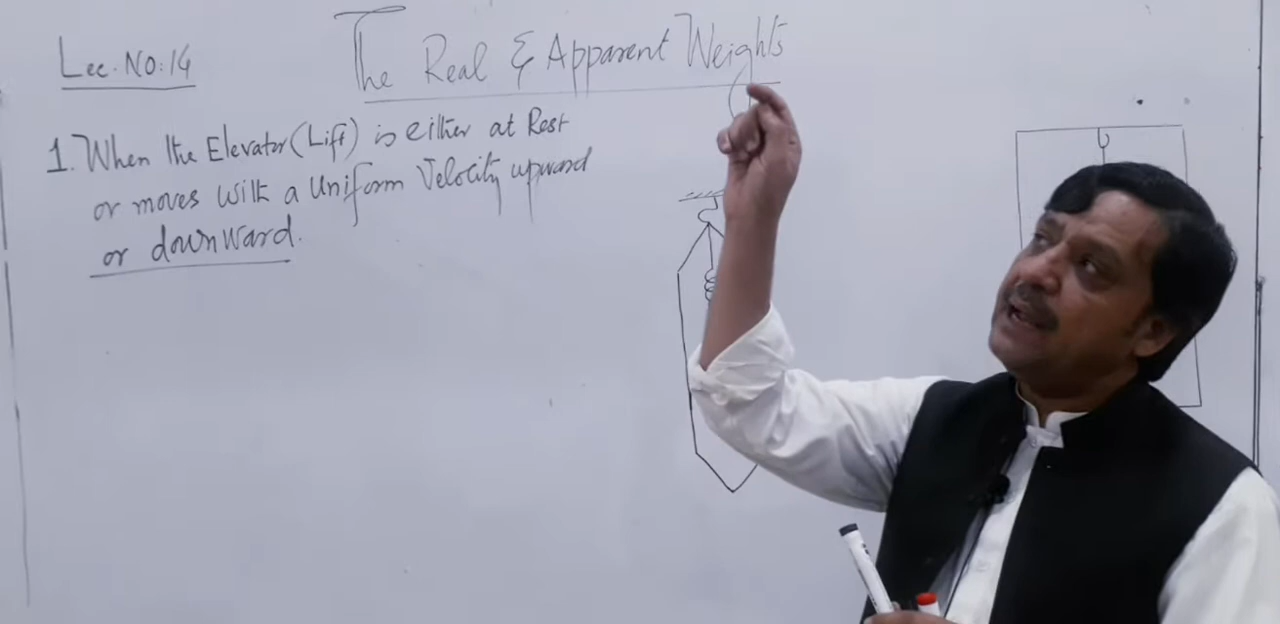 Lec. No: 14
The Real & Apparent Weights
1. When the Elevator (Lift) is either at Rest
or moves with a Uniform Velocity upward
or downward.